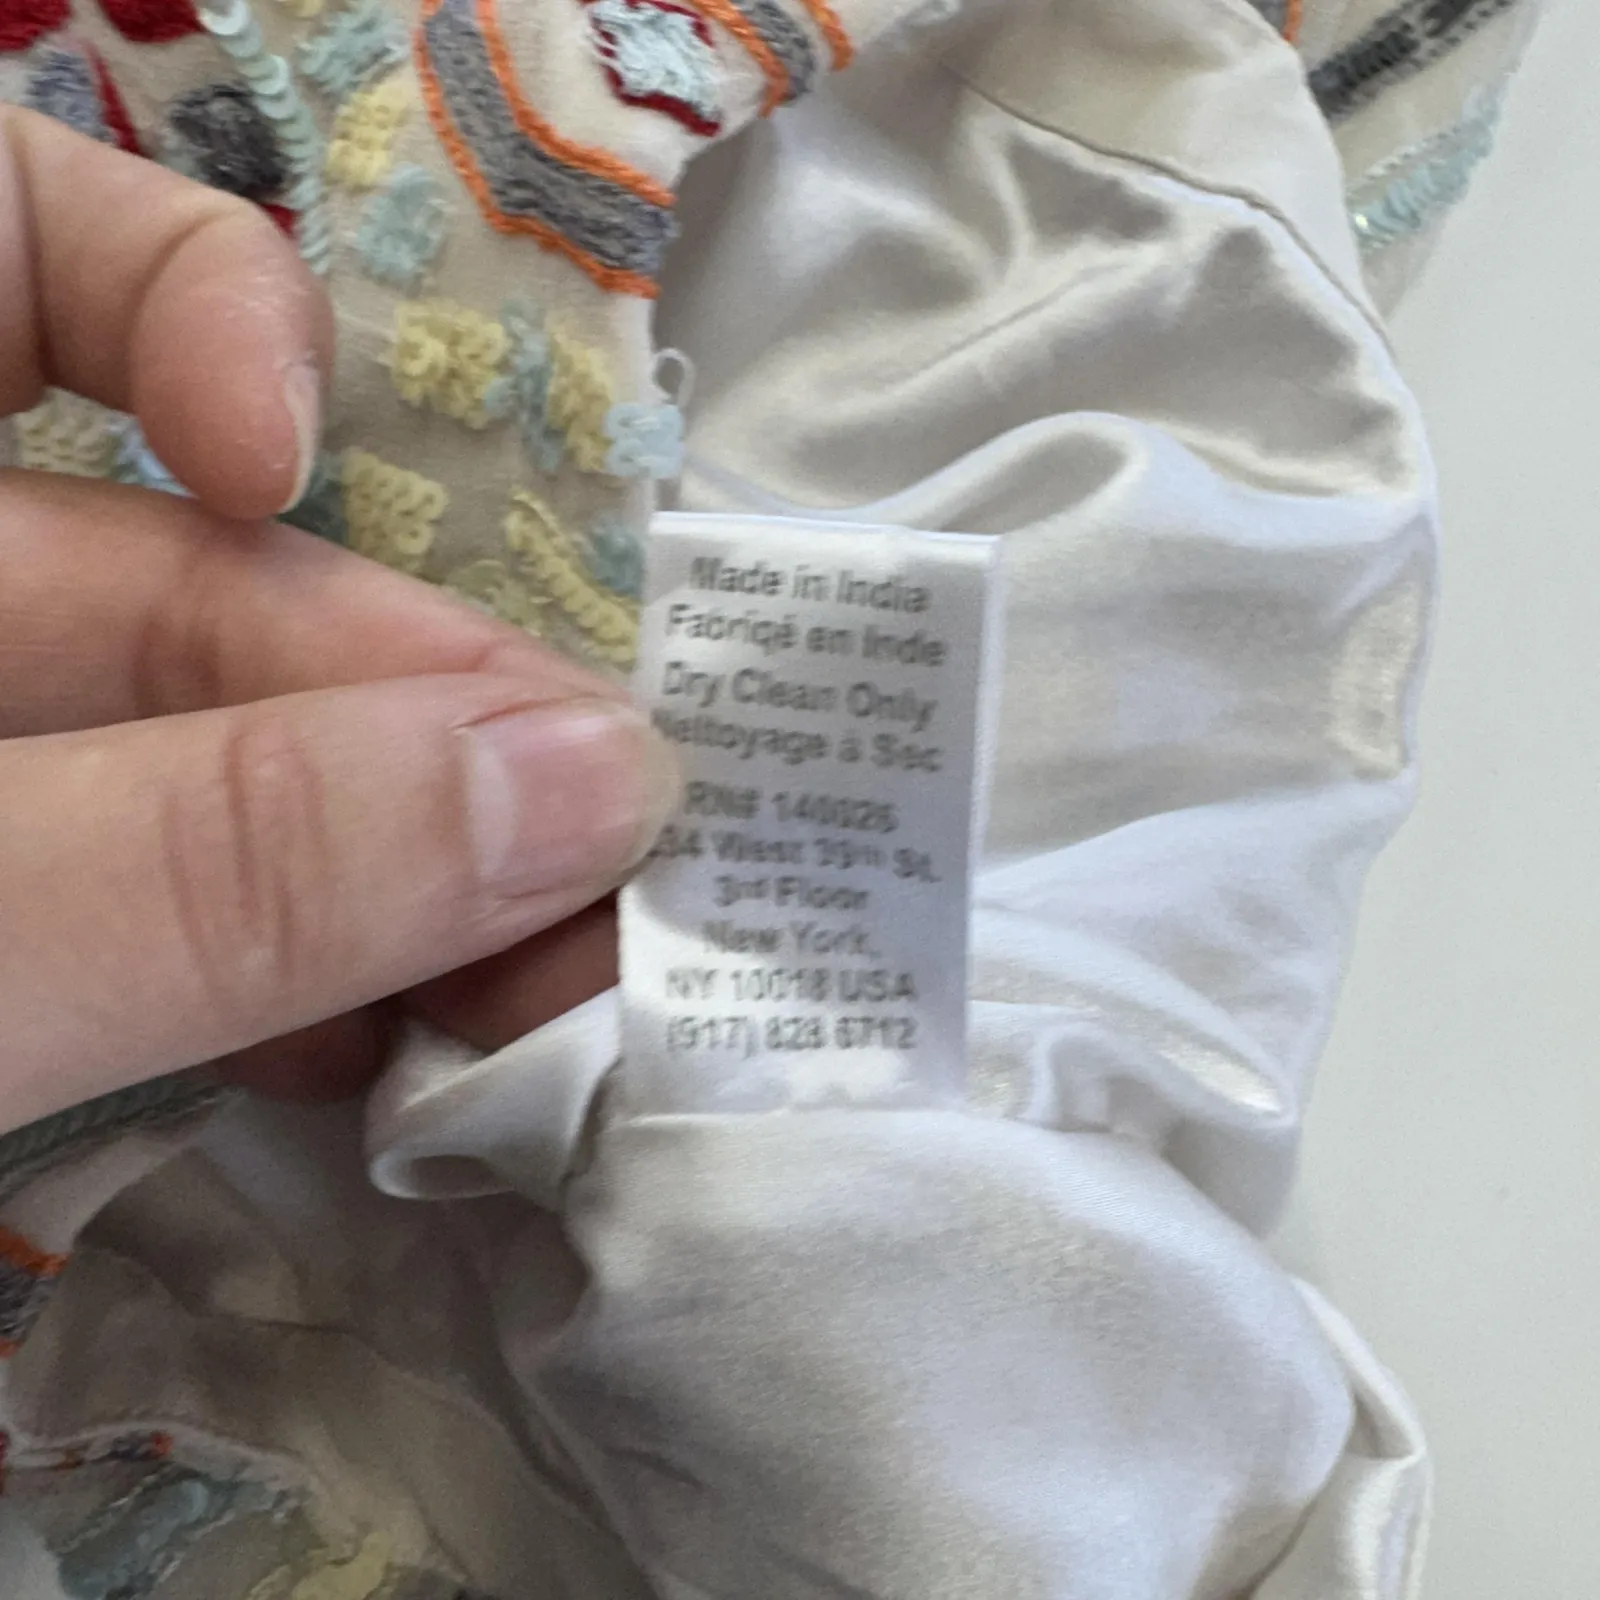 Made in India
Fabriqé en Inde
Dry Clean Only
Nettoyage à Sec
RN# 140026
West 39th St.
3rd Floor
New York,
NY 10018 USA
(917) 828 6712